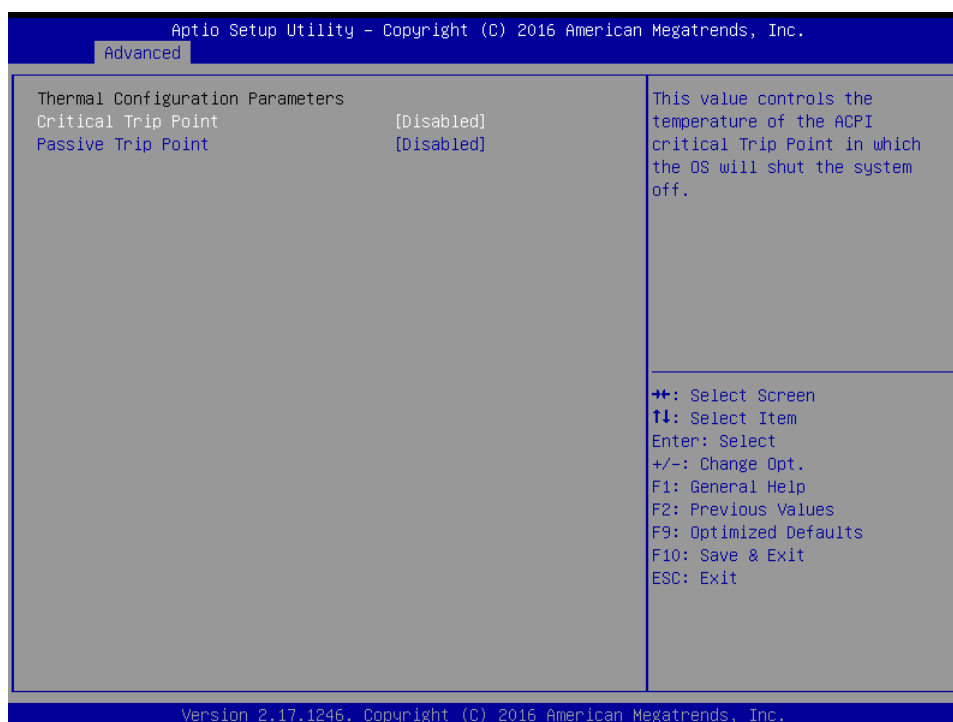 Aptio Setup Utility – Copyright (C) 2016 American Megatrends, Inc.
Advanced
Thermal Configuration Parameters
Critical Trip Point [Disabled]
Passive Trip Point [Disabled]
This value controls the
temperature of the ACPI
critical Trip Point in which
the OS will shut the system
off.
→←: Select Screen
↑↓: Select Item
Enter: Select
+/-: Change Opt.
F1: General Help
F2: Previous Values
F9: Optimized Defaults
F10: Save & Exit
ESC: Exit
Version 2.17.1246. Copyright (C) 2016 American Megatrends, Inc.